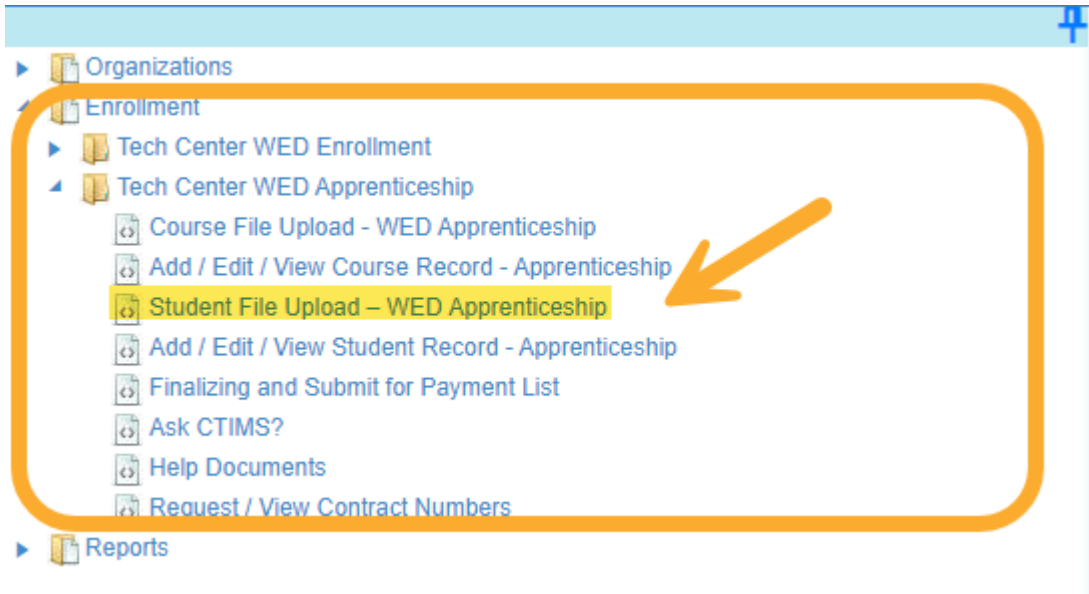 Organizations
Enrollment
Tech Center WED Enrollment
Tech Center WED Apprenticeship
Course File Upload - WED Apprenticeship
Add / Edit / View Course Record - Apprenticeship
Student File Upload – WED Apprenticeship
Add / Edit / View Student Record - Apprenticeship
Finalizing and Submit for Payment List
Ask CTIMS?
Help Documents
Request / View Contract Numbers
Reports